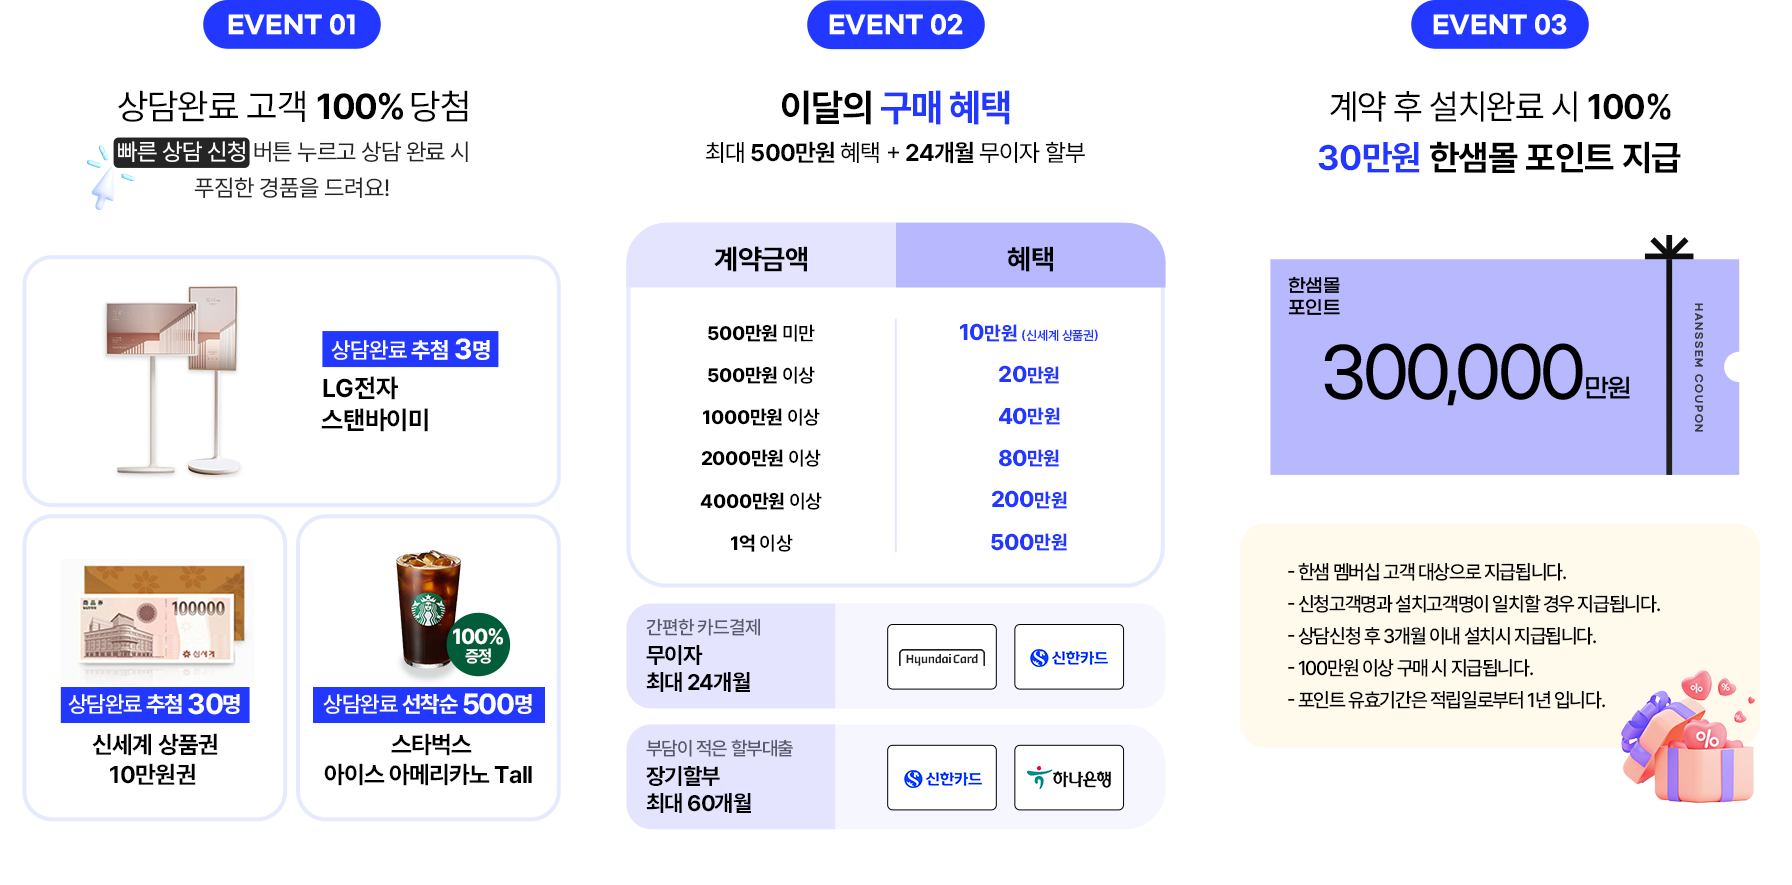 EVENT 01
상담완료 고객 100% 당첨
빠른 상담 신청 버튼 누르고 상담 완료 시
푸짐한 경품을 드려요!
상담완료 추첨 3명
LG전자
스탠바이미
商品券
100000
신세계
상담완료 추첨 30명
신세계 상품권
10만원권
100%
증정
상담완료 선착순 500명
스타벅스
아이스 아메리카노 Tall
EVENT 02
이달의 구매 혜택
최대 500만원 혜택 + 24개월 무이자 할부
계약금액 혜택
500만원 미만 10만원 (신세계 상품권)
500만원 이상 20만원
1000만원 이상 40만원
2000만원 이상 80만원
4000만원 이상 200만원
1억 이상 500만원
간편한 카드결제
무이자
최대 24개월
Hyundai Card 신한카드
부담이 적은 할부대출
장기할부
최대 60개월
신한카드 하나은행
EVENT 03
계약 후 설치완료 시 100%
30만원 한샘몰 포인트 지급
한샘몰
포인트
300,000만원
HANSSEM COUPON
- 한샘 멤버십 고객 대상으로 지급됩니다.
- 신청고객명과 설치고객명이 일치할 경우 지급됩니다.
- 상담신청 후 3개월 이내 설치시 지급됩니다.
- 100만원 이상 구매 시 지급됩니다.
- 포인트 유효기간은 적립일로부터 1년 입니다.
%
%
%